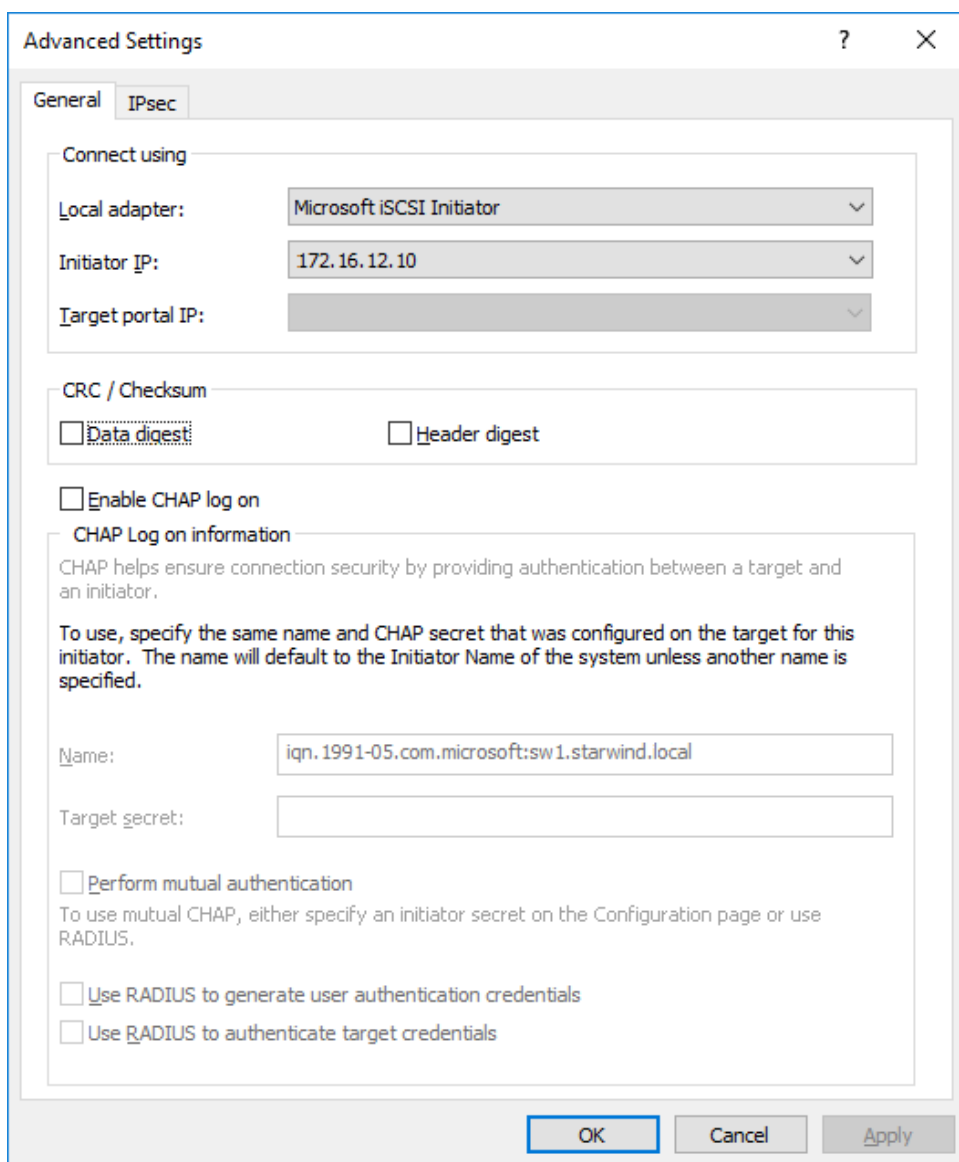 Advanced Settings
?
General
IPsec
Connect using
Local adapter:
Microsoft iSCSI Initiator
Initiator IP:
172.16.12.10
Target portal IP:
CRC / Checksum
Data digest
Header digest
Enable CHAP log on
CHAP Log on information
CHAP helps ensure connection security by providing authentication between a target and
an initiator.
To use, specify the same name and CHAP secret that was configured on the target for this
initiator.  The name will default to the Initiator Name of the system unless another name is
specified.
Name:
iqn.1991-05.com.microsoft:sw1.starwind.local
Target secret:
Perform mutual authentication
To use mutual CHAP, either specify an initiator secret on the Configuration page or use
RADIUS.
Use RADIUS to generate user authentication credentials
Use RADIUS to authenticate target credentials
OK
Cancel
Apply